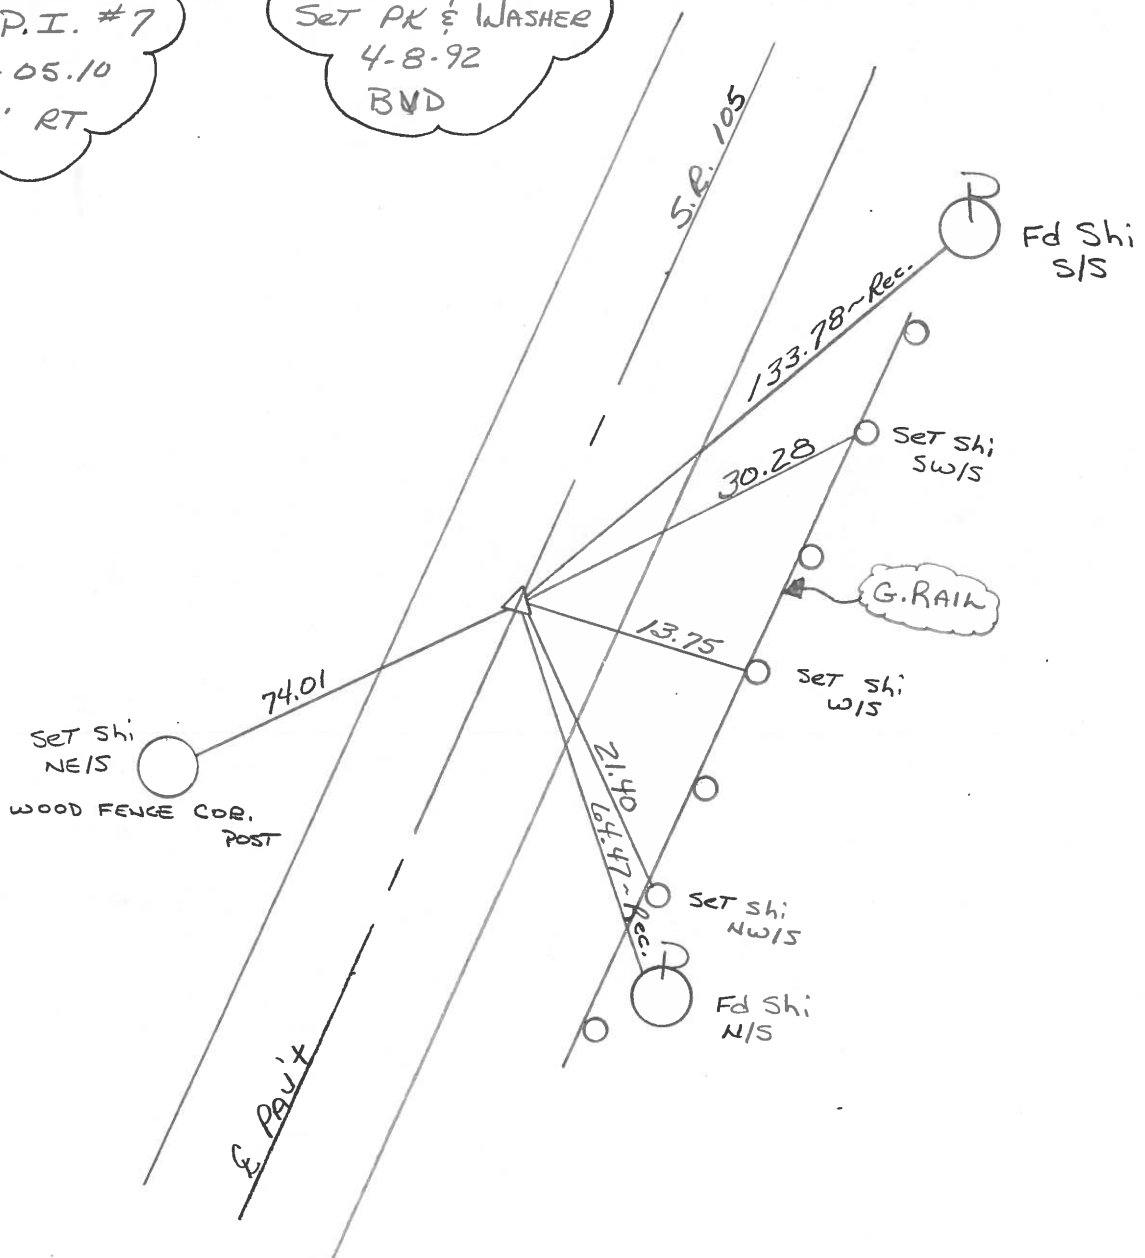 P.I. #7
05.10
' RT
SET PK & WASHER
4-8-92
BVD
S.R. 105
Fd Shi
S/S
133.78~Rec.
SET Shi
SW/S
30.28
G.RAIL
13.75
SET Shi
W/S
74.01
SET Shi
NE/S
WOOD FENCE COR.
POST
21.40
64.47~Rec.
SET Shi
NW/S
Fd Shi
N/S
℄ PAV'T